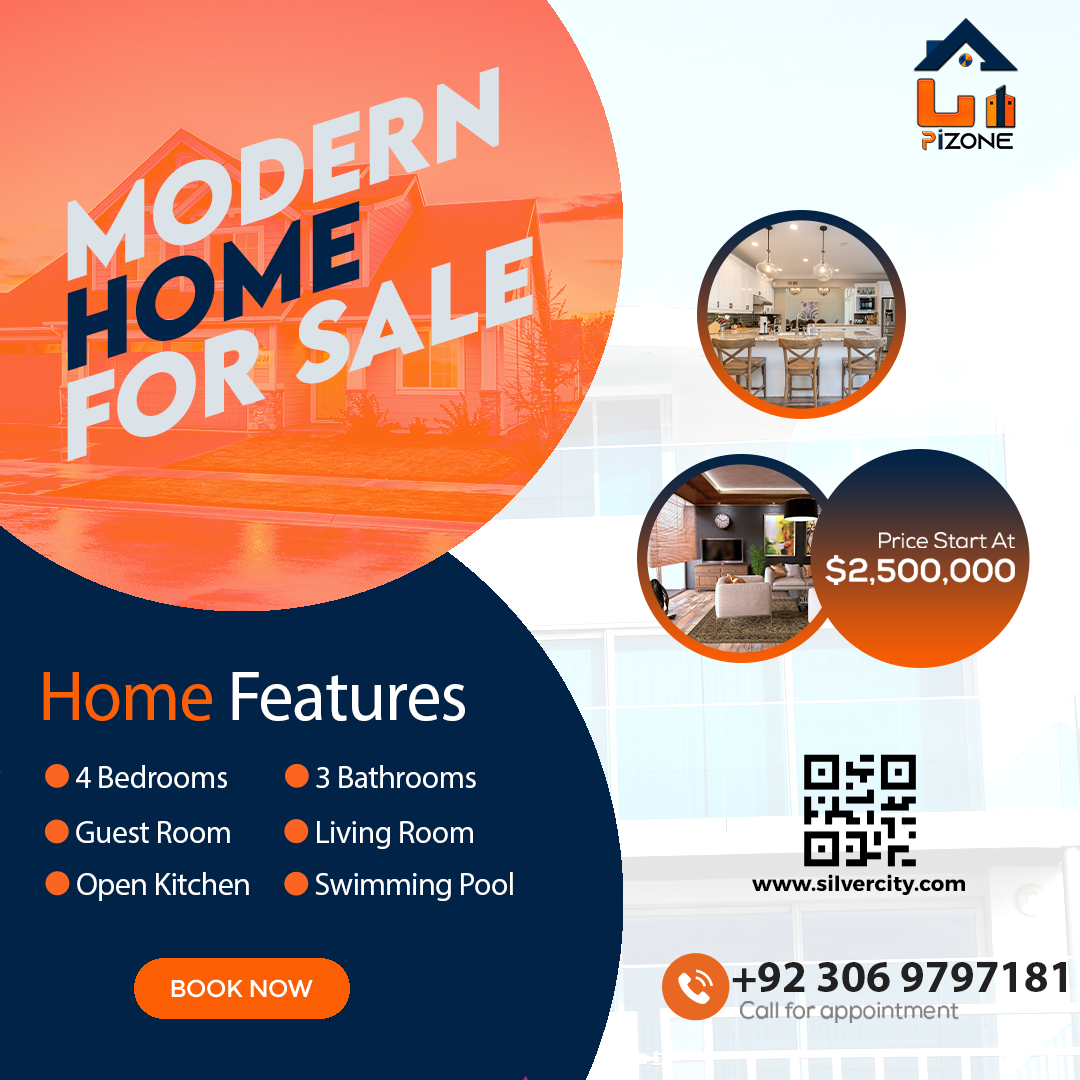 PiZONE
MODERN
HOME
FOR SALE
Price Start At
$2,500,000
Home Features
4 Bedrooms
3 Bathrooms
Guest Room
Living Room
Open Kitchen
Swimming Pool
BOOK NOW
www.silvercity.com
+92 306 9797181
Call for appointment